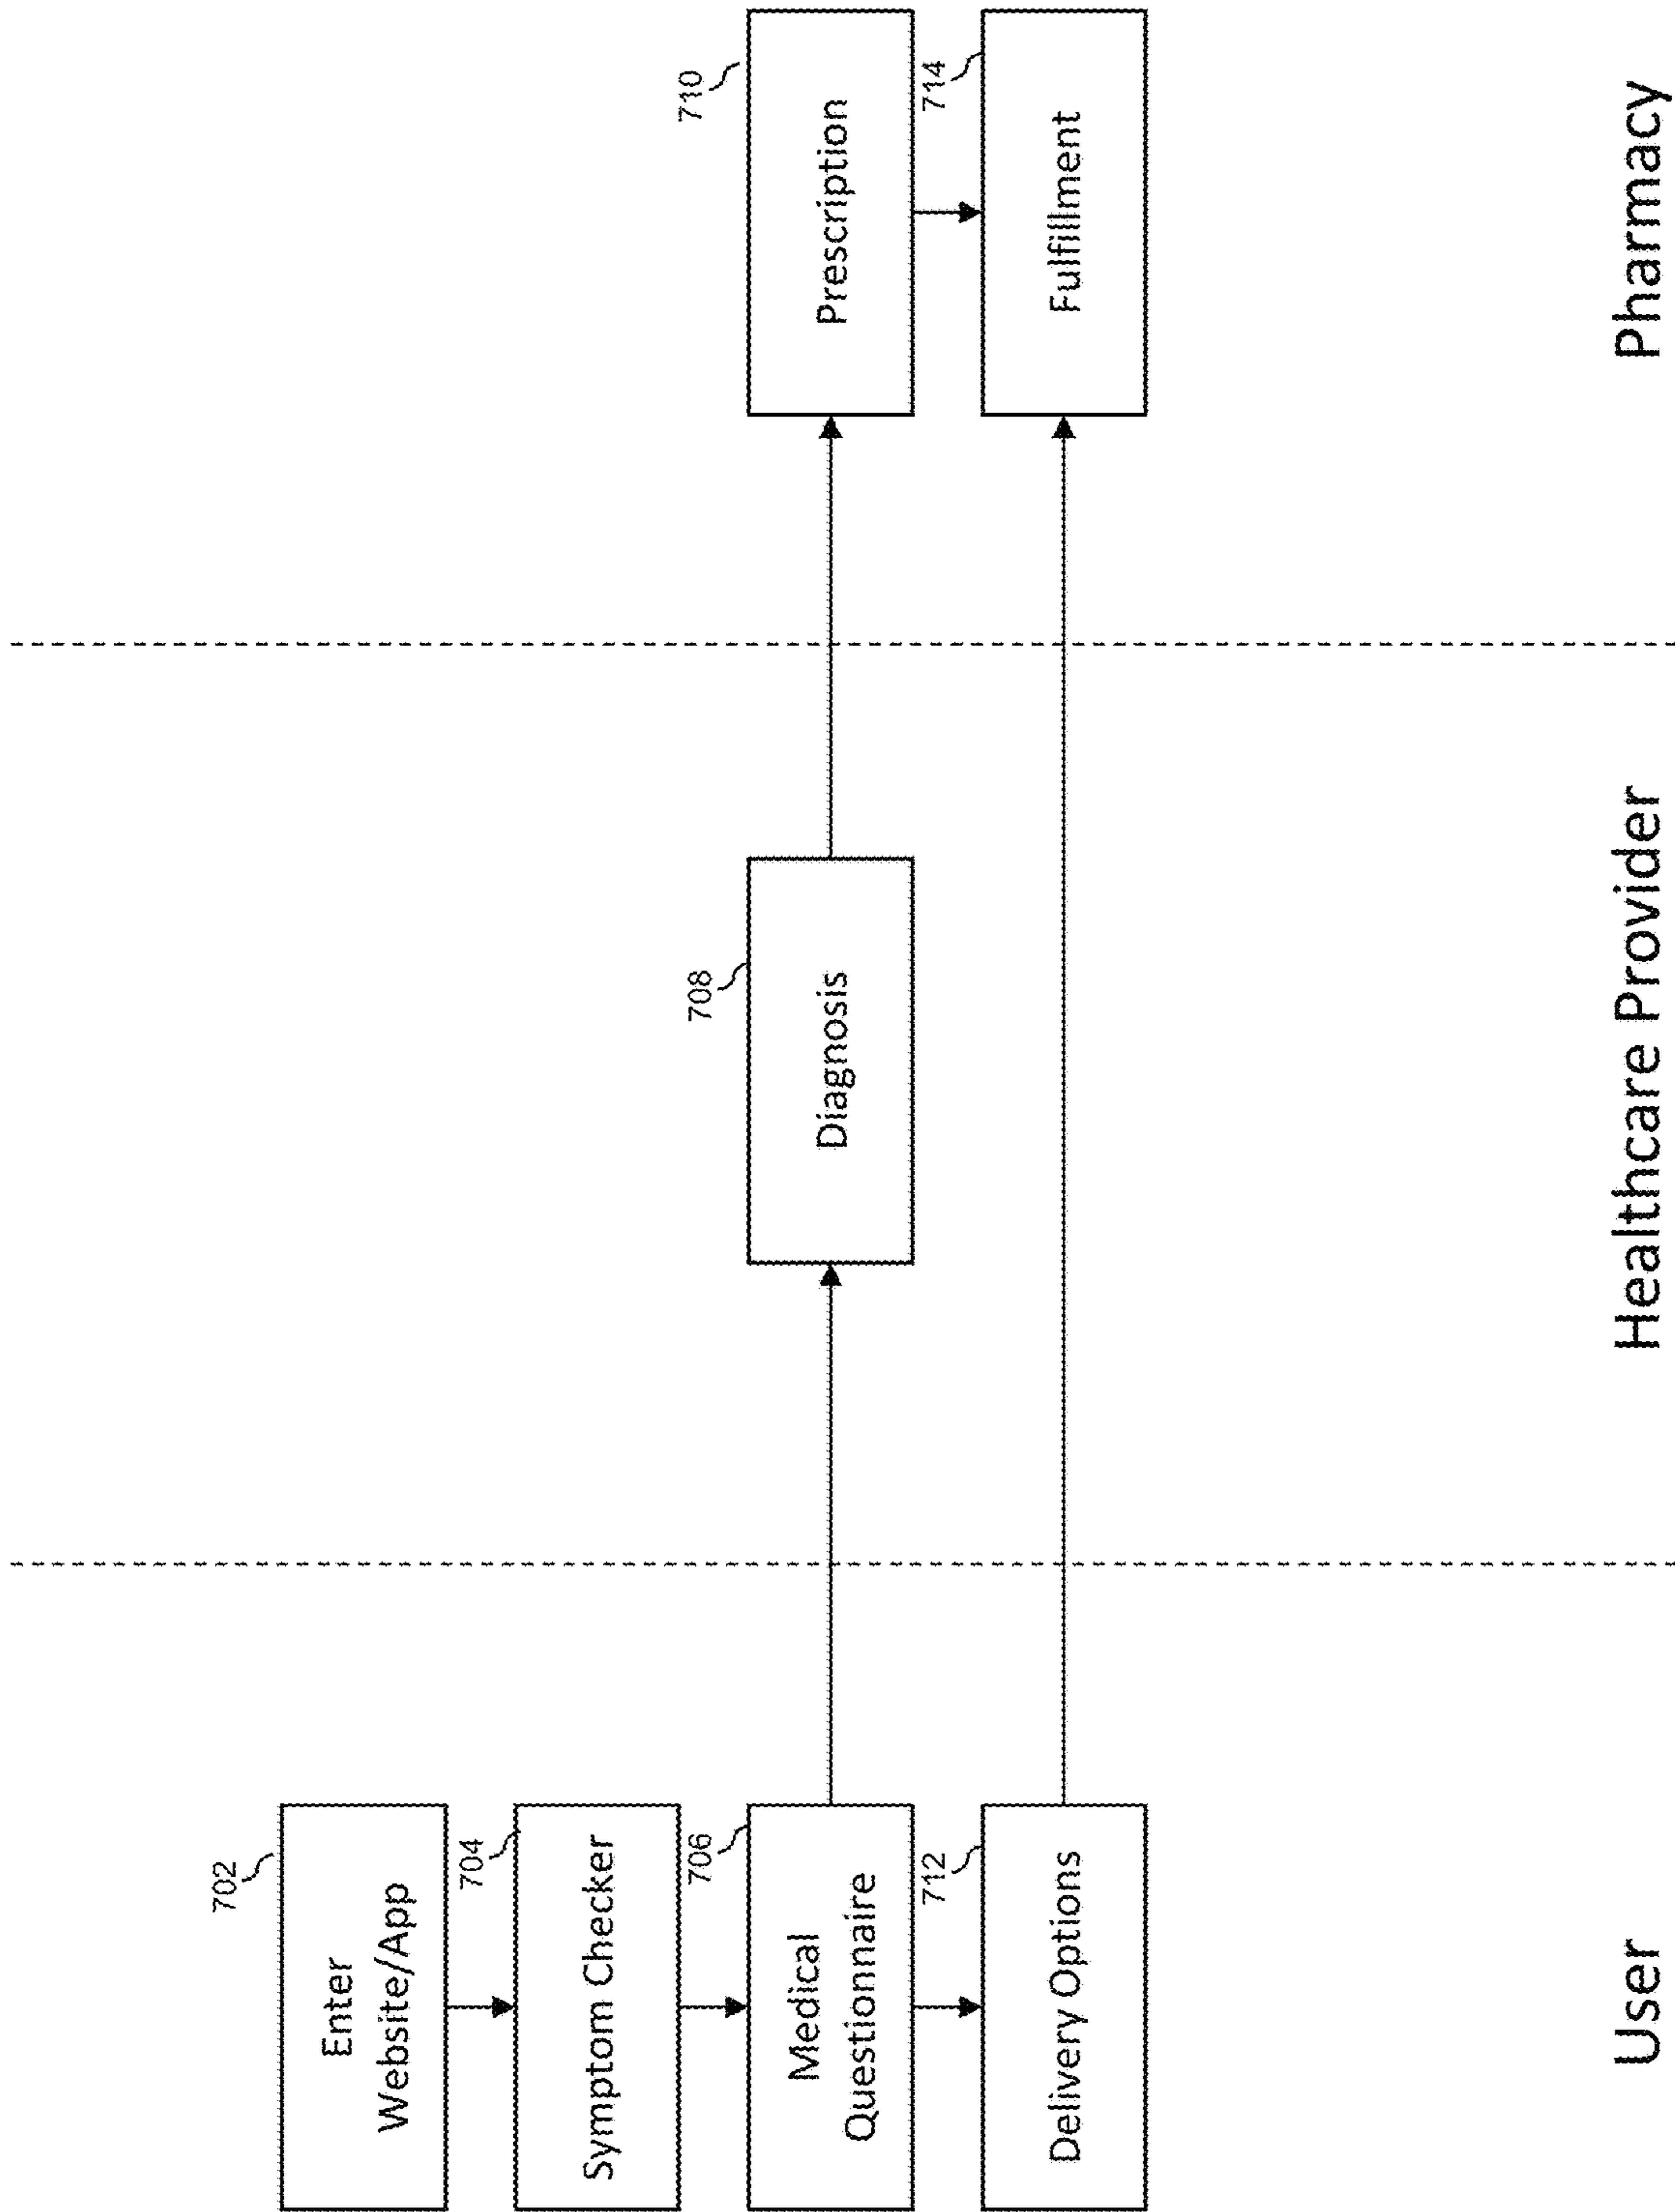 702
Enter
Website/App
704
Symptom Checker
706
Medical
Questionnaire
708
Diagnosis
710
Prescription
712
Delivery Options
714
Fulfillment
User
Healthcare Provider
Pharmacy